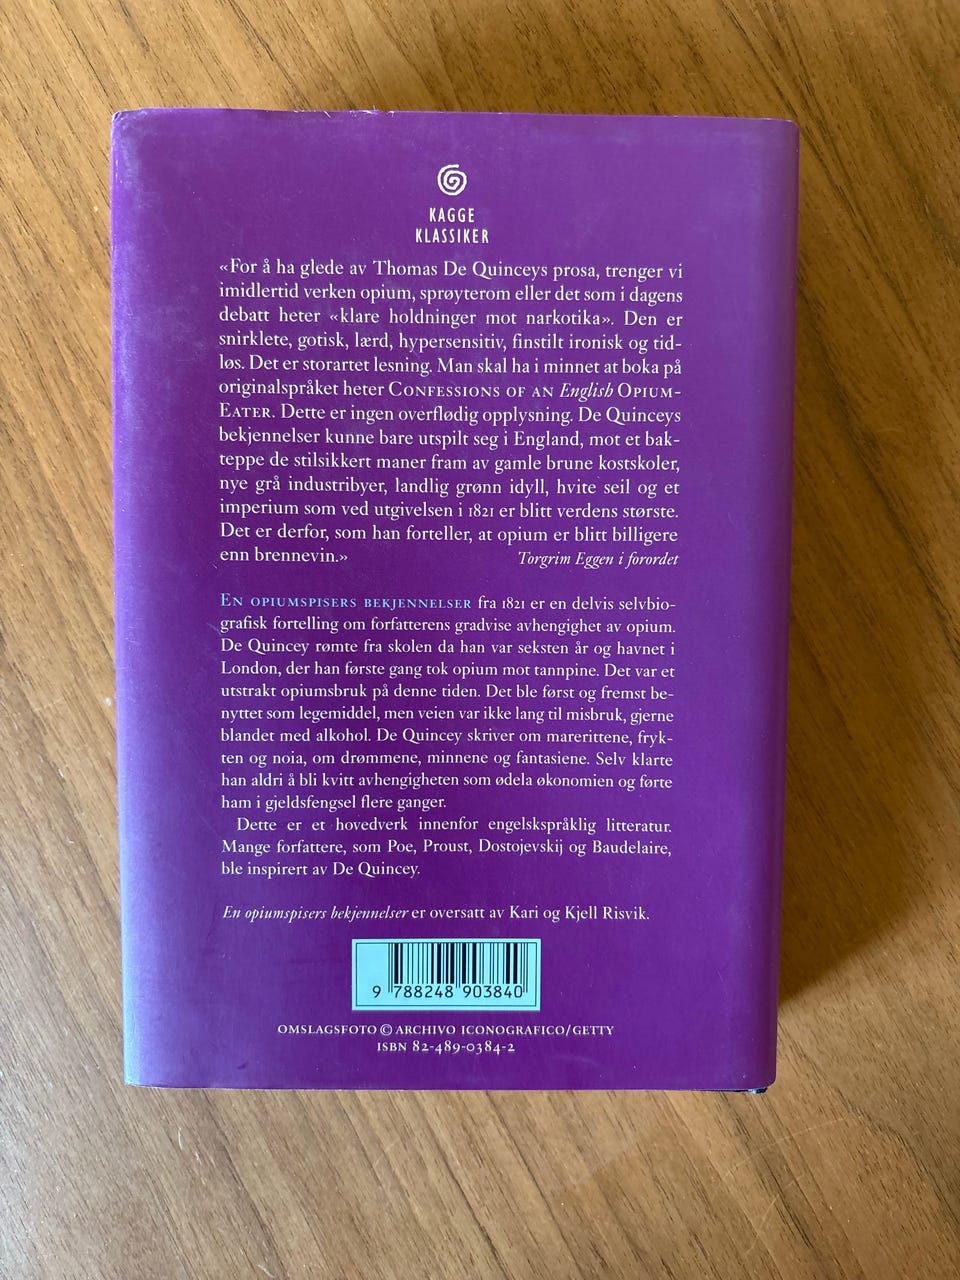 KAGGE
KLASSIKER
«For å ha glede av Thomas De Quinceys prosa, trenger vi
imidlertid verken opium, sprøyterom eller det som i dagens
debatt heter «klare holdninger mot narkotika». Den er
snirklete, gotisk, lærd, hypersensitiv, finstilt ironisk og tid-
løs. Det er storartet lesning. Man skal ha i minnet at boka på
originalspråket heter CONFESSIONS OF AN English OPIUM-
EATER. Dette er ingen overflødig opplysning. De Quinceys
bekjennelser kunne bare utspilt seg i England, mot et bak-
teppe de stilsikkert maner fram av gamle brune kostskoler,
nye grå industribyer, landlig grønn idyll, hvite seil og et
imperium som ved utgivelsen i 1821 er blitt verdens største.
Det er derfor, som han forteller, at opium er blitt billigere
enn brennevin.» Torgrim Eggen i forordet
EN OPIUMSPISERS BEKJENNELSER fra 1821 er en delvis selvbio-
grafisk fortelling om forfatterens gradvise avhengighet av opium.
De Quincey rømte fra skolen da han var seksten år og havnet i
London, der han første gang tok opium mot tannpine. Det var et
utstrakt opiumsbruk på denne tiden. Det ble først og fremst be-
nyttet som legemiddel, men veien var ikke lang til misbruk, gjerne
blandet med alkohol. De Quincey skriver om marerittene, fryk-
ten og noia, om drømmene, minnene og fantasiene. Selv klarte
han aldri å bli kvitt avhengigheten som ødela økonomien og førte
ham i gjeldsfengsel flere ganger.
Dette er et hovedverk innenfor engelskspråklig litteratur.
Mange forfattere, som Poe, Proust, Dostojevskij og Baudelaire,
ble inspirert av De Quincey.
En opiumspisers bekjennelser er oversatt av Kari og Kjell Risvik.
9 788248 903840
OMSLAGSFOTO © ARCHIVO ICONOGRAFICO/GETTY
ISBN 82-489-0384-2